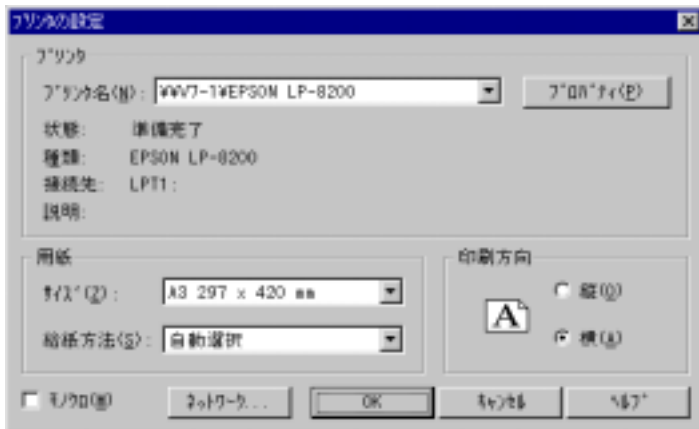 プリンタの設定
プリンタ
プリンタ名(N): ¥¥V7-1¥EPSON LP-8200 プロパティ(P)
状態: 準備完了
種類: EPSON LP-8200
接続先: LPT1:
説明:
用紙
サイズ(Z): A3 297 x 420 mm
給紙方法(S): 自動選択
印刷方向
A
縦(O)
横(A)
モノクロ(M) ネットワーク... OK キャンセル ヘルプ